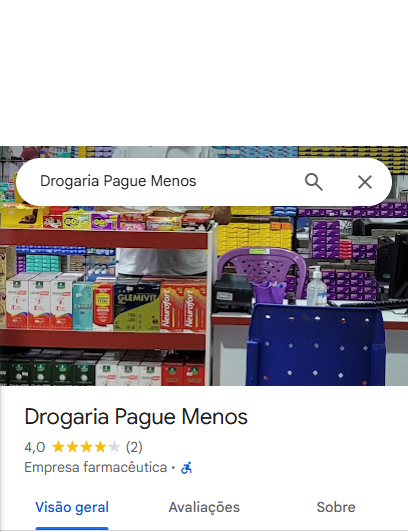 Drogaria Pague Menos
GLEMIVIT
Neurofort
Neurofort
Drogaria Pague Menos
4,0 (2)
Empresa farmacêutica ·
Visão geral Avaliações Sobre